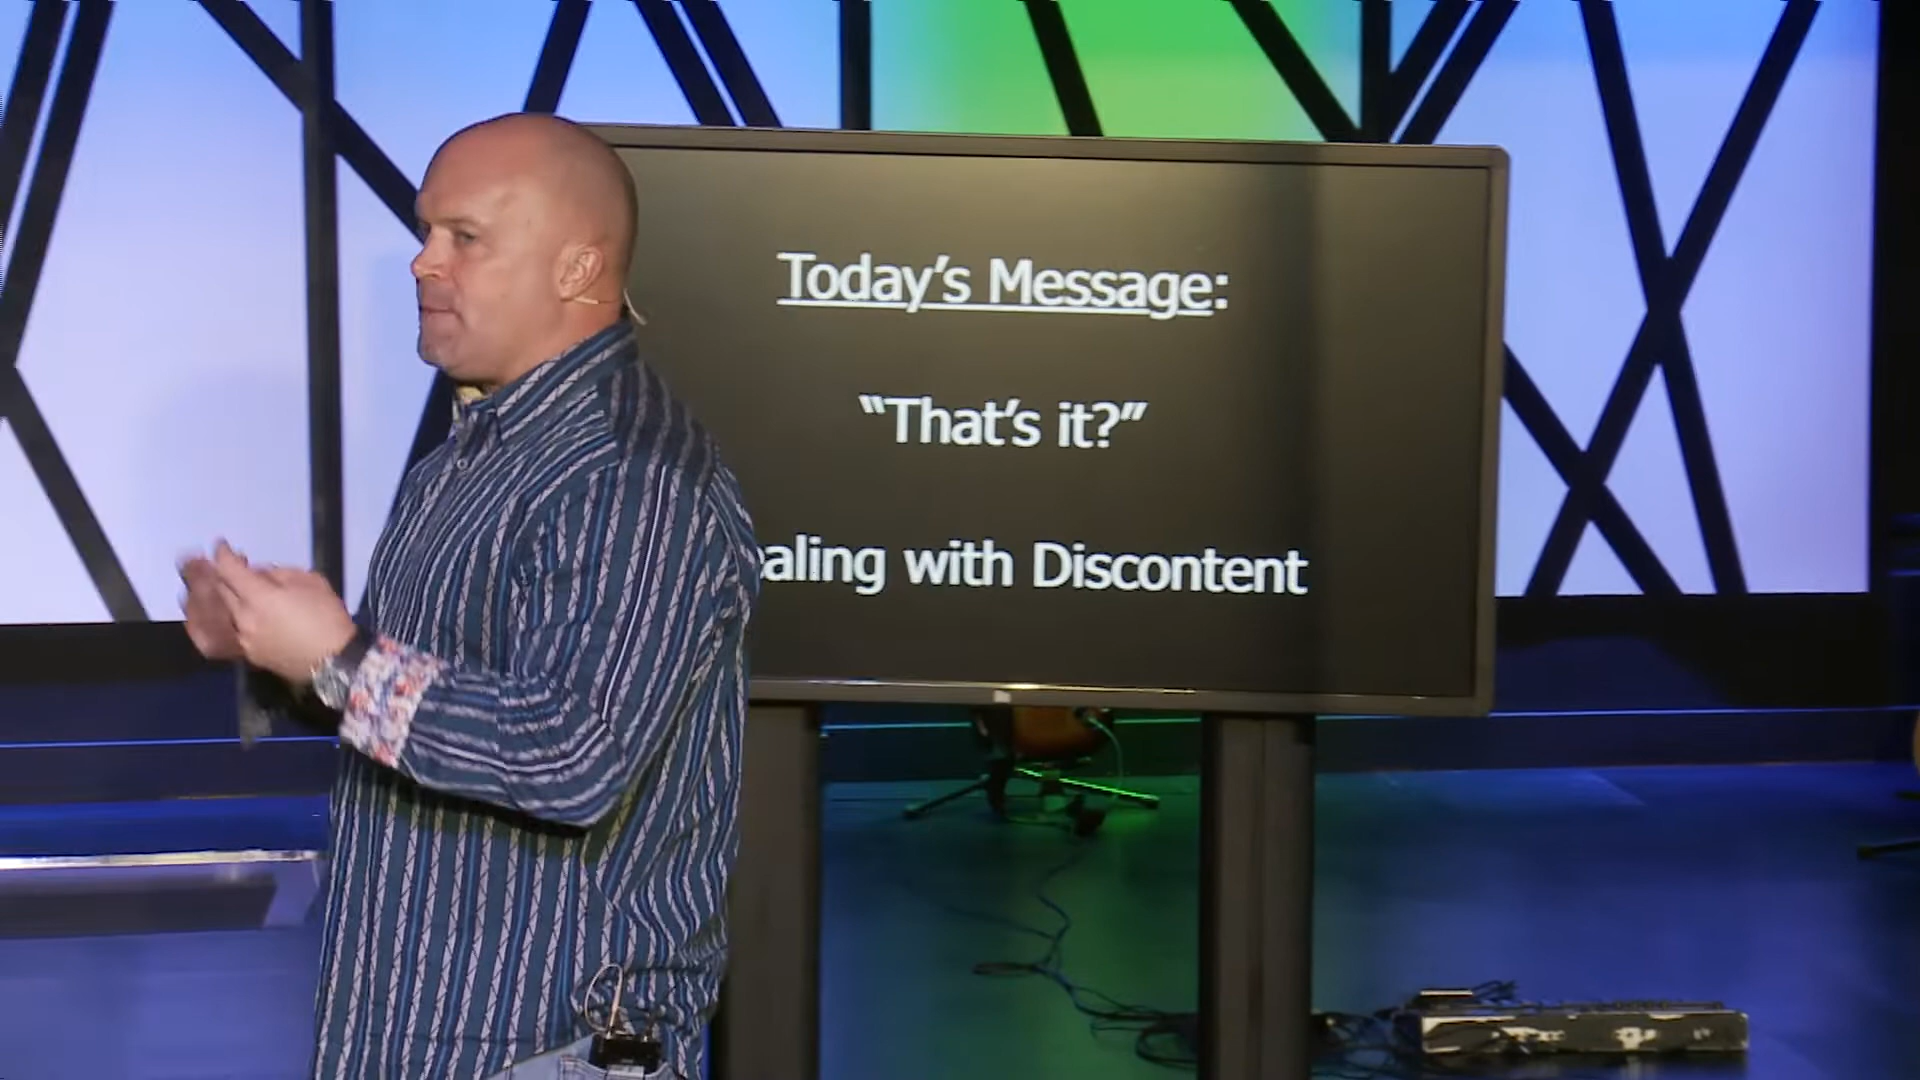 Today's Message:
“That’s it?”
aling with Discontent